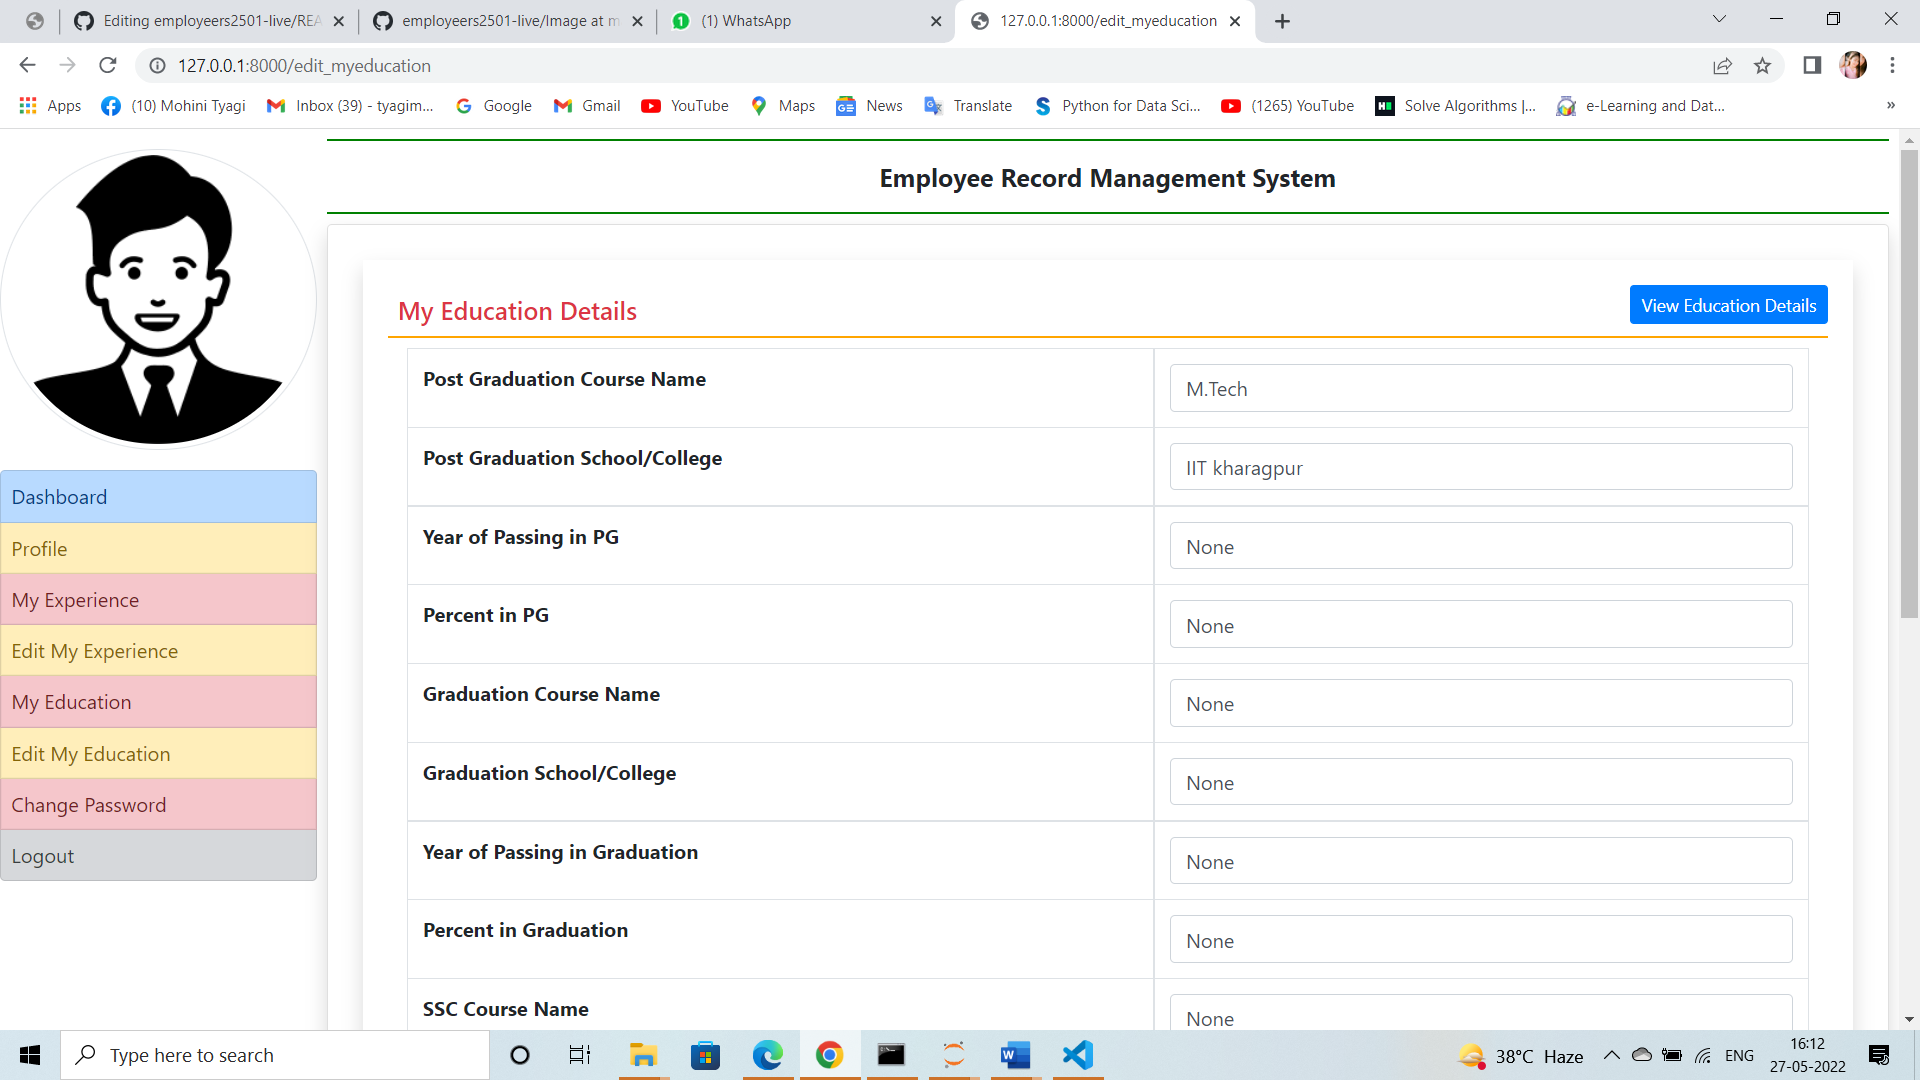 Editing employeers2501-live/REA
employeers2501-live/Image at m
(1) WhatsApp
127.0.0.1:8000/edit_myeducation
127.0.0.1:8000/edit_myeducation
Apps
(10) Mohini Tyagi
Inbox (39) - tyagim...
Google
Gmail
YouTube
Maps
News
Translate
Python for Data Sci...
(1265) YouTube
Solve Algorithms |...
e-Learning and Dat...
»
Employee Record Management System
My Education Details
View Education Details
Post Graduation Course Name
M.Tech
Post Graduation School/College
IIT kharagpur
Year of Passing in PG
None
Percent in PG
None
Graduation Course Name
None
Graduation School/College
None
Year of Passing in Graduation
None
Percent in Graduation
None
SSC Course Name
None
Dashboard
Profile
My Experience
Edit My Experience
My Education
Edit My Education
Change Password
Logout
Type here to search
38°C Haze
ENG
16:12
27-05-2022